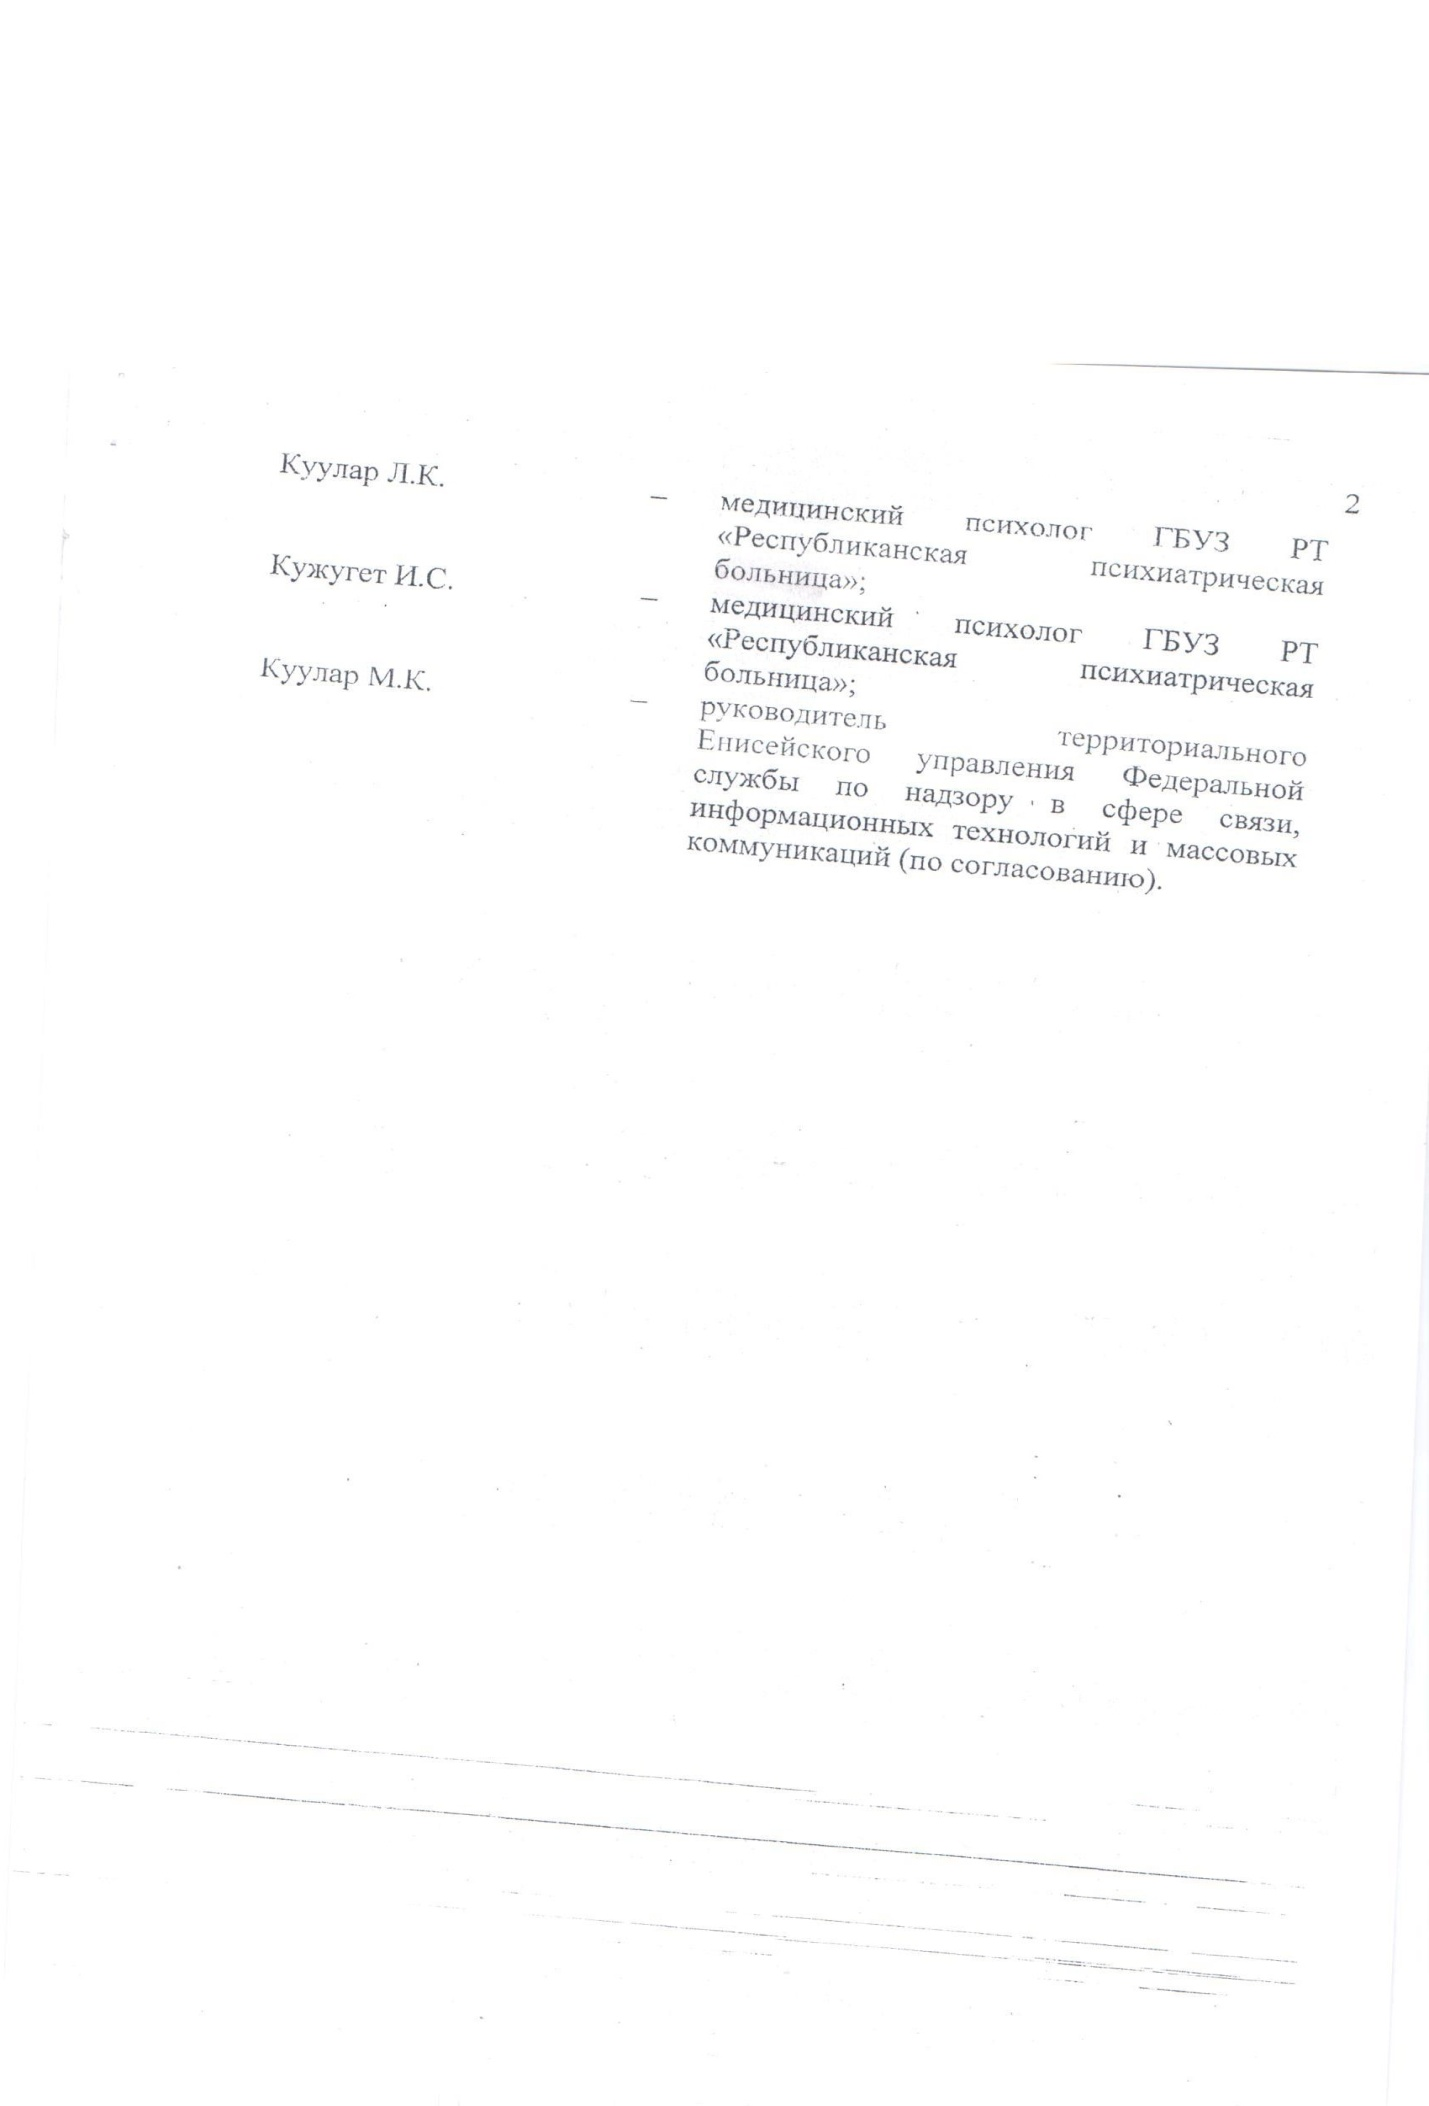 2
Куулар Л.К. – медицинский психолог ГБУЗ РТ
«Республиканская психиатрическая
больница»;
Кужугет И.С. – медицинский психолог ГБУЗ РТ
«Республиканская психиатрическая
больница»;
Куулар М.К. – руководитель территориального
Енисейского управления Федеральной
службы по надзору в сфере связи,
информационных технологий и массовых
коммуникаций (по согласованию).